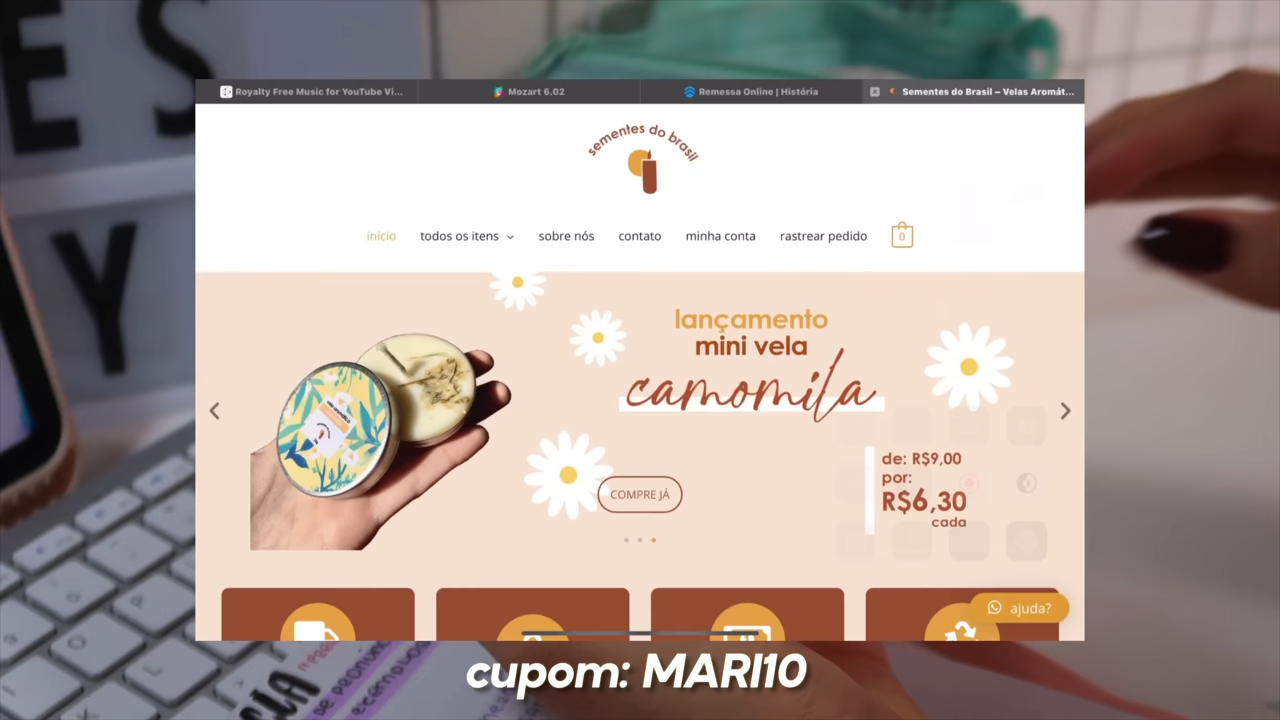 ES
Y
Royalty Free Music for YouTube Vi...
Mozart 6.02
Remessa Online | História
Sementes do Brasil – Velas Aromát...
sementes do brasil
início
todos os itens
sobre nós
contato
minha conta
rastrear pedido
0
lançamento
mini vela
camomila
de: R$9,00
por:
R$6,30
cada
COMPRE JÁ
ajuda?
cupom: MARI10